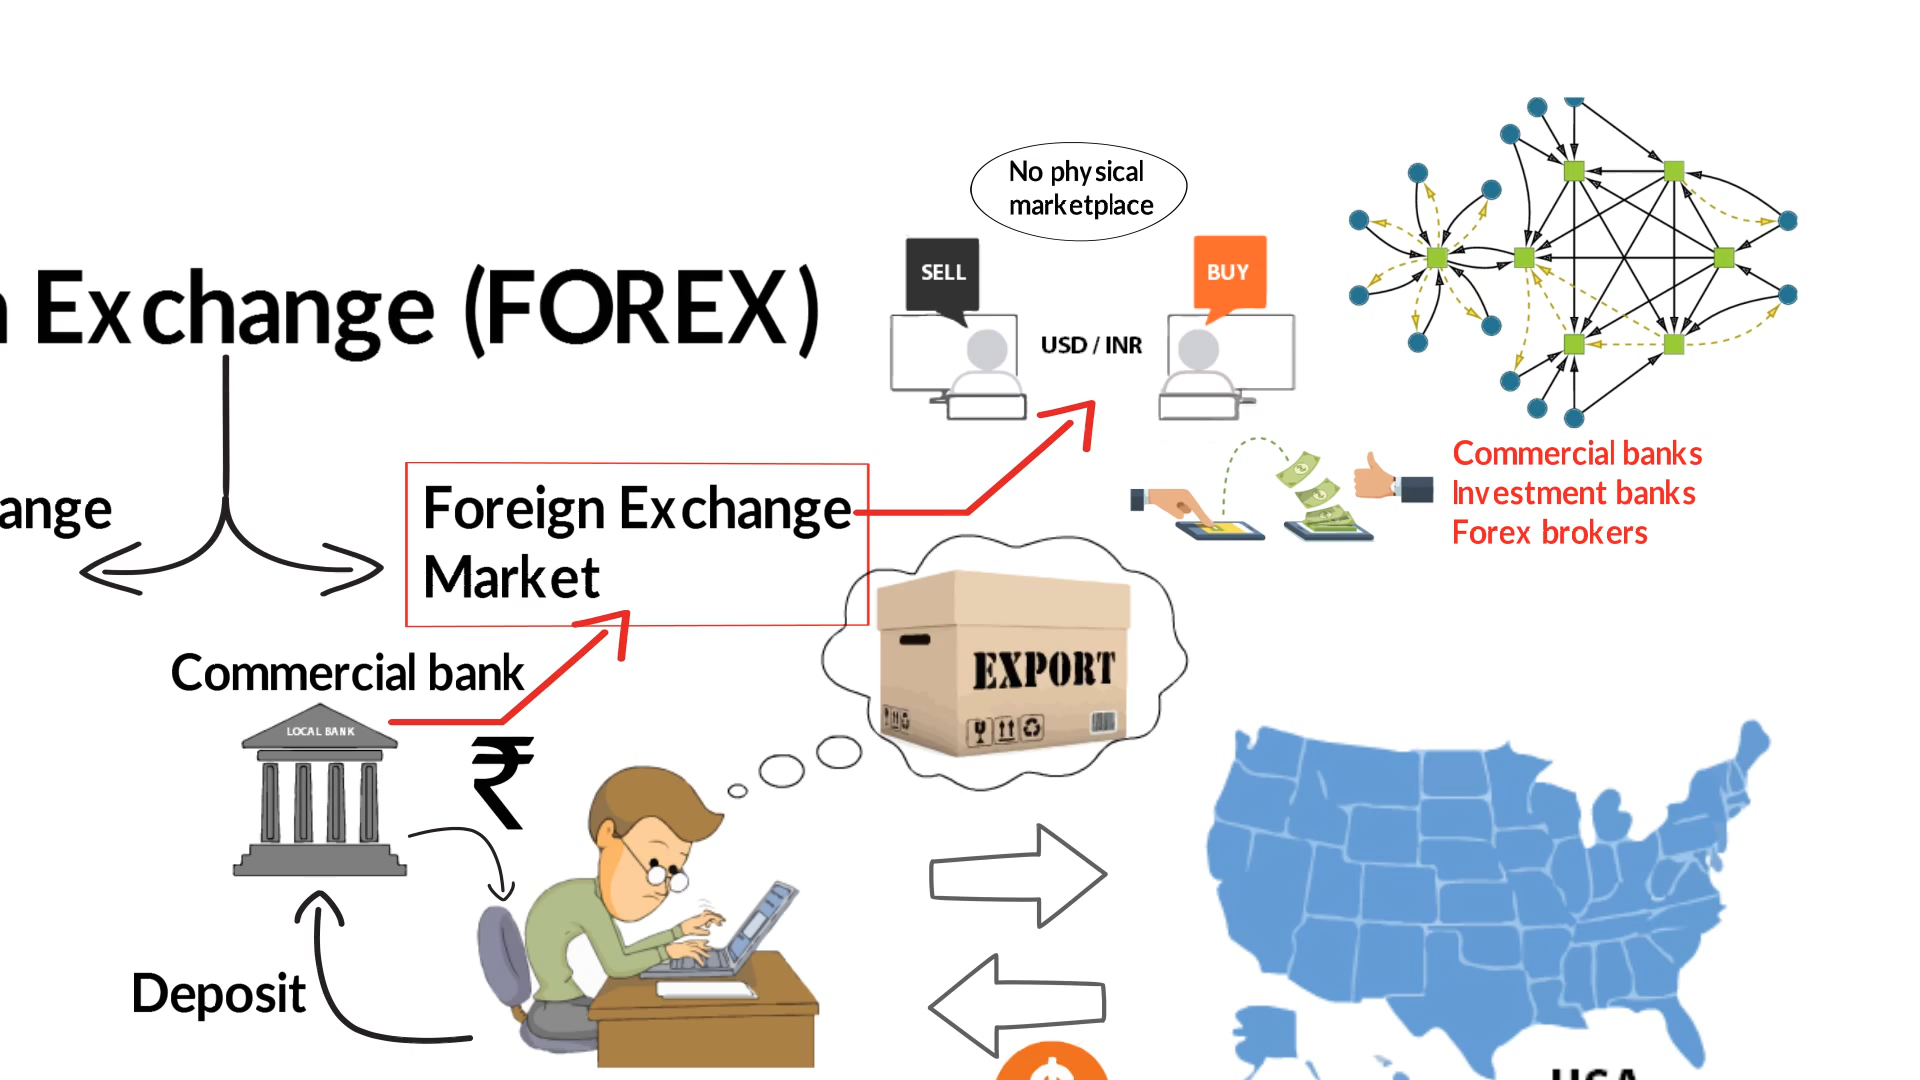 No physical
marketplace
SELL
BUY
USD / INR
Exchange (FOREX)
Commercial banks
Investment banks
Forex brokers
Foreign Exchange
Market
Commercial bank
LOCAL BANK
₹
EXPORT
Deposit